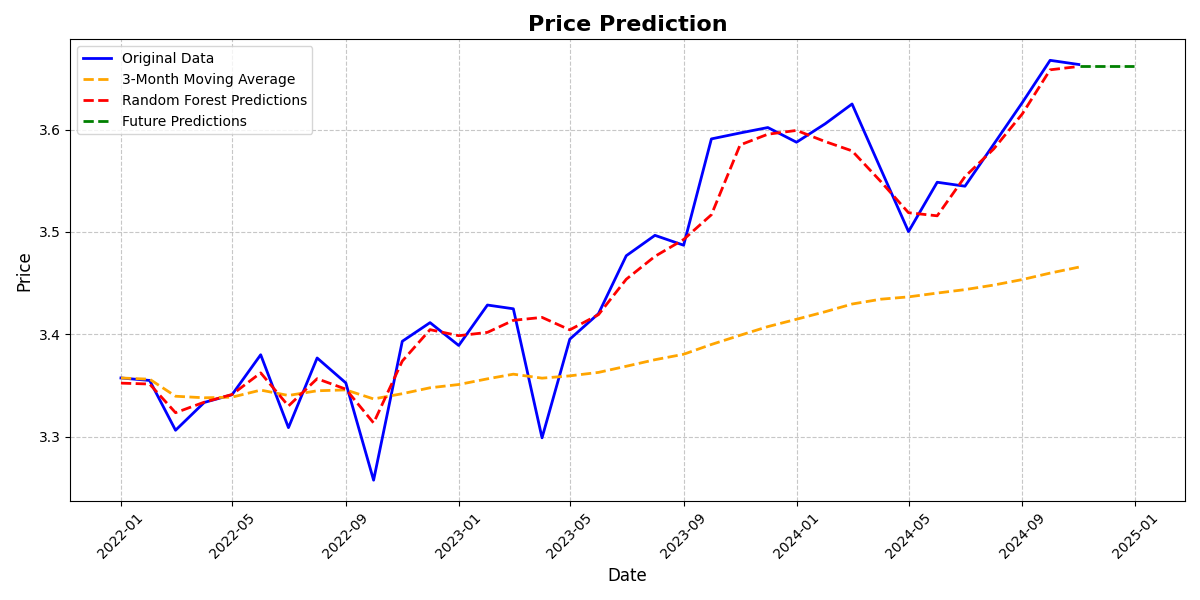 Price Prediction
Original Data
3-Month Moving Average
Random Forest Predictions
Future Predictions
Price
3.6
3.5
3.4
3.3
2022-01
2022-05
2022-09
2023-01
2023-05
2023-09
2024-01
2024-05
2024-09
2025-01
Date